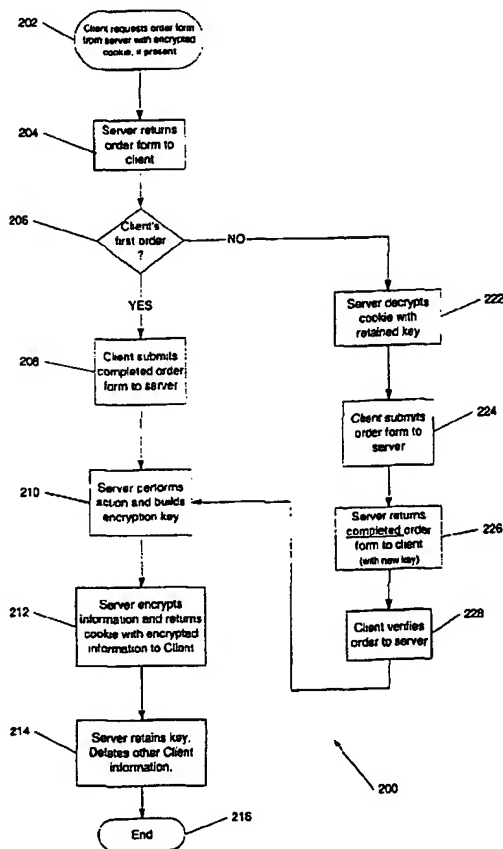 202
Client requests order form
from server with encrypted
cookie, if present
204
Server returns
order form to
client
206
Client's
first order
?
NO
YES
208
Client submits
completed order
form to server
210
Server performs
action and builds
encryption key
212
Server encrypts
information and returns
cookie with encrypted
information to Client
214
Server retains key.
Deletes other Client
information.
End
216
Server decrypts
cookie with
retained key
222
Client submits
order form to
server
224
Server returns
completed order
form to client
(with new key)
226
Client verifies
order to server
228
200